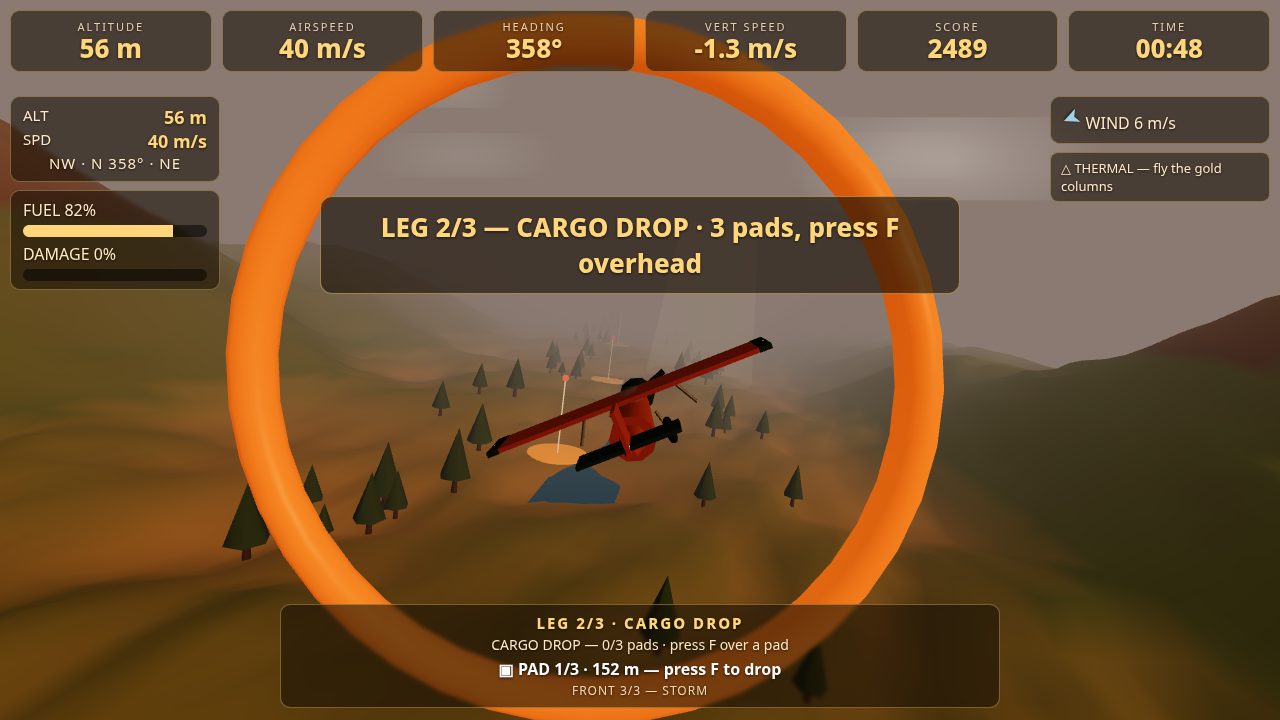 ALTITUDE
56 m
AIRSPEED
40 m/s
HEADING
358°
VERT SPEED
-1.3 m/s
SCORE
2489
TIME
00:48
ALT 56 m
SPD 40 m/s
NW · N 358° · NE
FUEL 82%
DAMAGE 0%
WIND 6 m/s
△ THERMAL — fly the gold
columns
LEG 2/3 — CARGO DROP · 3 pads, press F
overhead
LEG 2/3 · CARGO DROP
CARGO DROP — 0/3 pads · press F over a pad
▣ PAD 1/3 · 152 m — press F to drop
FRONT 3/3 — STORM